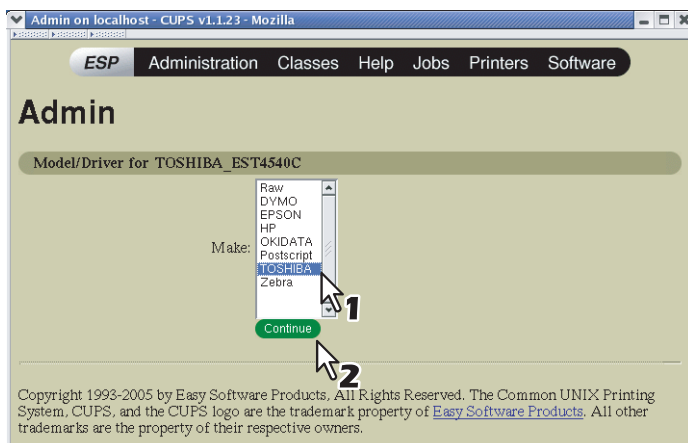 Admin on localhost - CUPS v1.1.23 - Mozilla
ESP Administration Classes Help Jobs Printers Software
Admin
Model/Driver for TOSHIBA_EST4540C
Make:
Raw
DYMO
EPSON
HP
OKIDATA
Postscript
TOSHIBA
Zebra
1
Continue
2
Copyright 1993-2005 by Easy Software Products, All Rights Reserved. The Common UNIX Printing
System, CUPS, and the CUPS logo are the trademark property of Easy Software Products. All other
trademarks are the property of their respective owners.